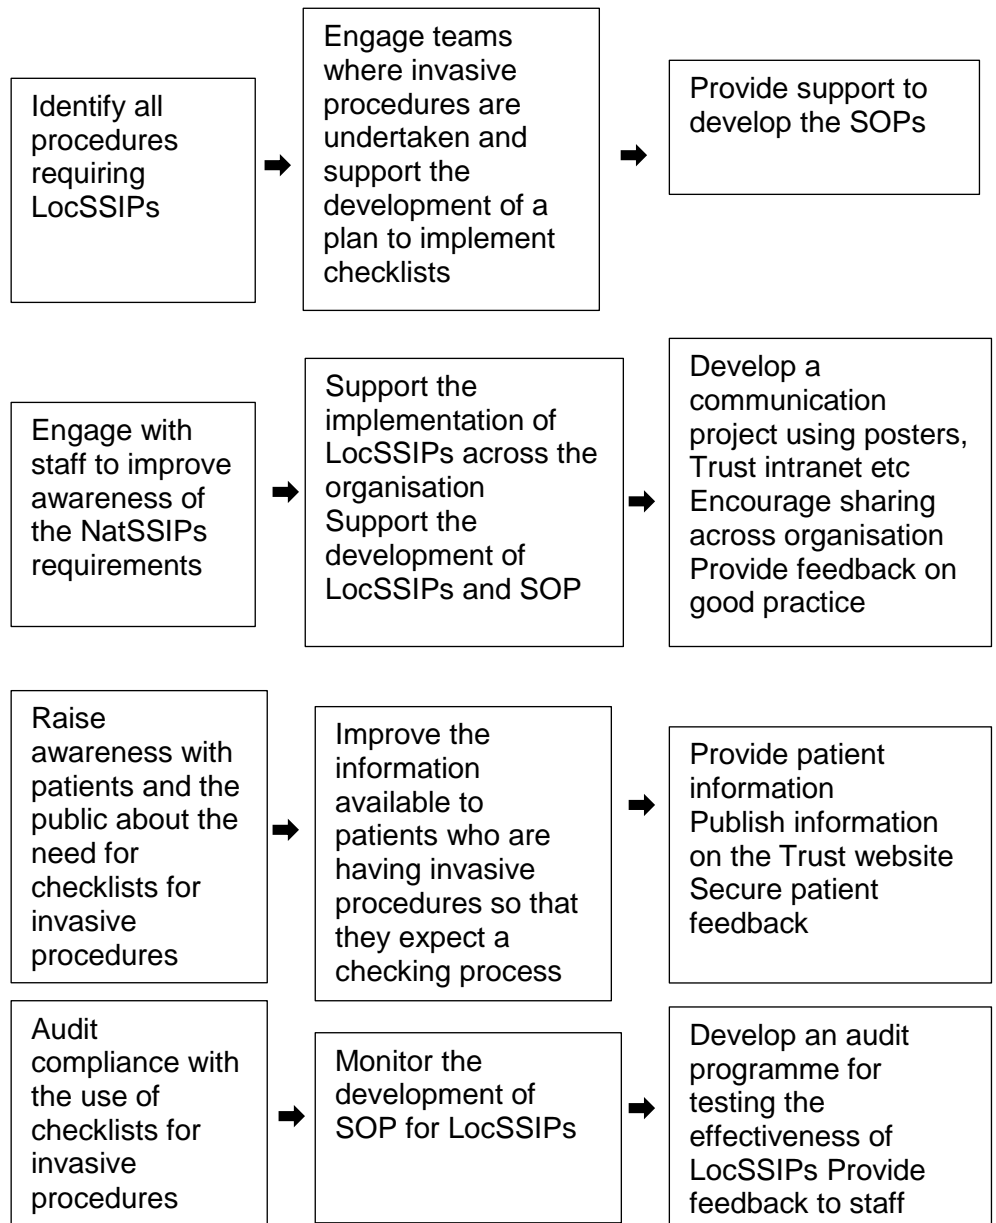 Identify all
procedures
requiring
LocSSIPs
Engage teams
where invasive
procedures are
undertaken and
support the
development of a
plan to implement
checklists
Provide support to
develop the SOPs
Engage with
staff to improve
awareness of
the NatSSIPs
requirements
Support the
implementation of
LocSSIPs across the
organisation
Support the
development of
LocSSIPs and SOP
Develop a
communication
project using posters,
Trust intranet etc
Encourage sharing
across organisation
Provide feedback on
good practice
Raise
awareness with
patients and the
public about the
need for
checklists for
invasive
procedures
Improve the
information
available to
patients who are
having invasive
procedures so that
they expect a
checking process
Provide patient
information
Publish information
on the Trust website
Secure patient
feedback
Audit
compliance with
the use of
checklists for
invasive
procedures
Monitor the
development of
SOP for LocSSIPs
Develop an audit
programme for
testing the
effectiveness of
LocSSIPs Provide
feedback to staff